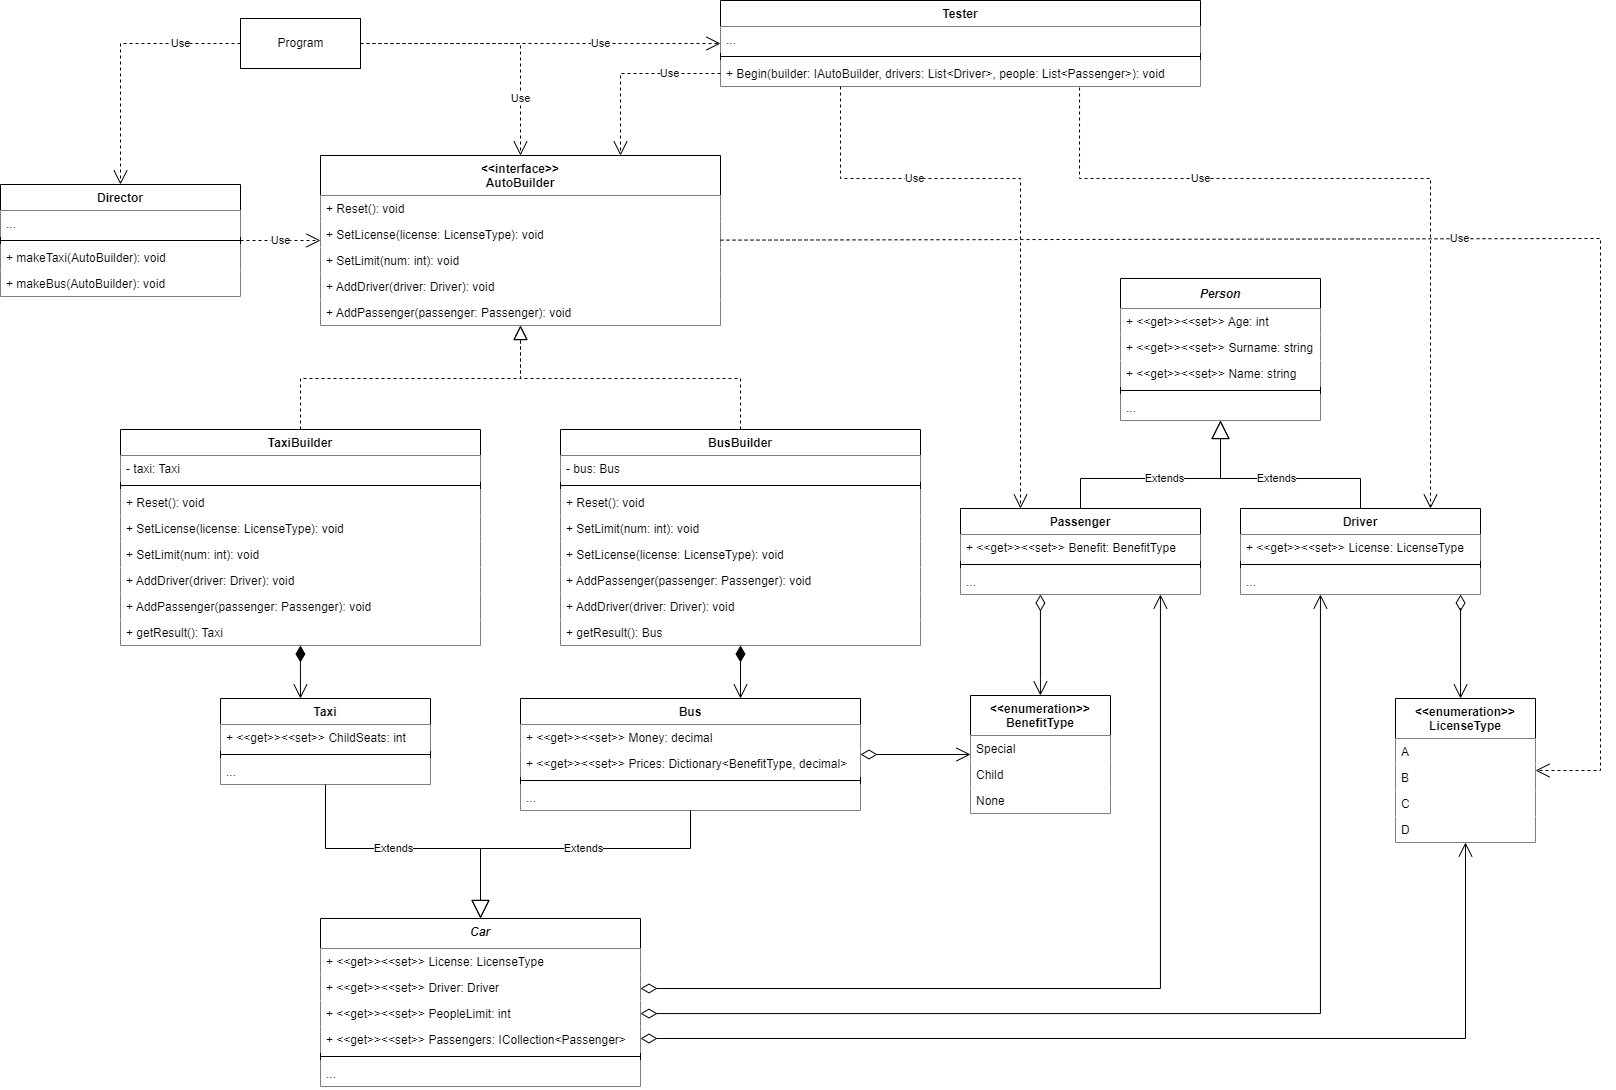 Tester
...
+ Begin(builder: IAutoBuilder, drivers: List<Driver>, people: List<Passenger>): void
Program
Use
Use
Use
Use
<<interface>>
AutoBuilder
+ Reset(): void
+ SetLicense(license: LicenseType): void
+ SetLimit(num: int): void
+ AddDriver(driver: Driver): void
+ AddPassenger(passenger: Passenger): void
Use
Use
Director
...
+ makeTaxi(AutoBuilder): void
+ makeBus(AutoBuilder): void
Use
Use
Person
+ <<get>><<set>> Age: int
+ <<get>><<set>> Surname: string
+ <<get>><<set>> Name: string
...
TaxiBuilder
- taxi: Taxi
+ Reset(): void
+ SetLicense(license: LicenseType): void
+ SetLimit(num: int): void
+ AddDriver(driver: Driver): void
+ AddPassenger(passenger: Passenger): void
+ getResult(): Taxi
BusBuilder
- bus: Bus
+ Reset(): void
+ SetLimit(num: int): void
+ SetLicense(license: LicenseType): void
+ AddPassenger(passenger: Passenger): void
+ AddDriver(driver: Driver): void
+ getResult(): Bus
Extends
Extends
Passenger
+ <<get>><<set>> Benefit: BenefitType
...
Driver
+ <<get>><<set>> License: LicenseType
...
Taxi
+ <<get>><<set>> ChildSeats: int
...
Bus
+ <<get>><<set>> Money: decimal
+ <<get>><<set>> Prices: Dictionary<BenefitType, decimal>
...
<<enumeration>>
BenefitType
Special
Child
None
<<enumeration>>
LicenseType
A
B
C
D
Extends
Extends
Car
+ <<get>><<set>> License: LicenseType
+ <<get>><<set>> Driver: Driver
+ <<get>><<set>> PeopleLimit: int
+ <<get>><<set>> Passengers: ICollection<Passenger>
...